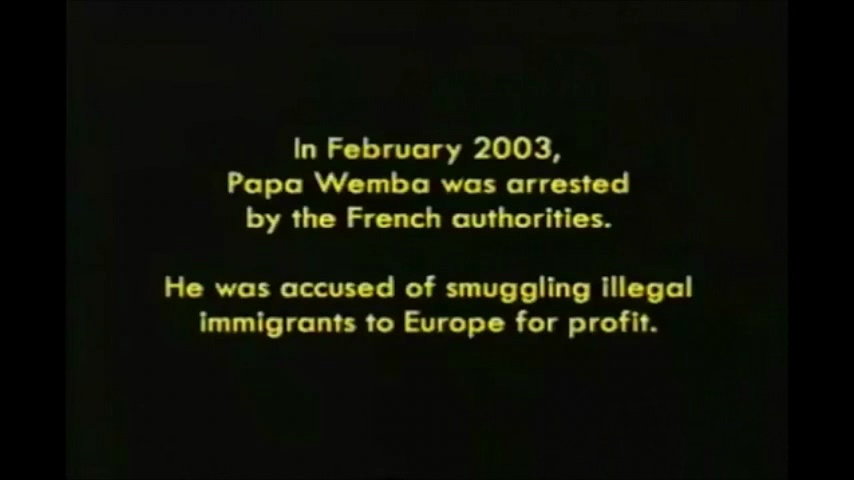 In February 2003,
Papa Wemba was arrested
by the French authorities.
He was accused of smuggling illegal
immigrants to Europe for profit.